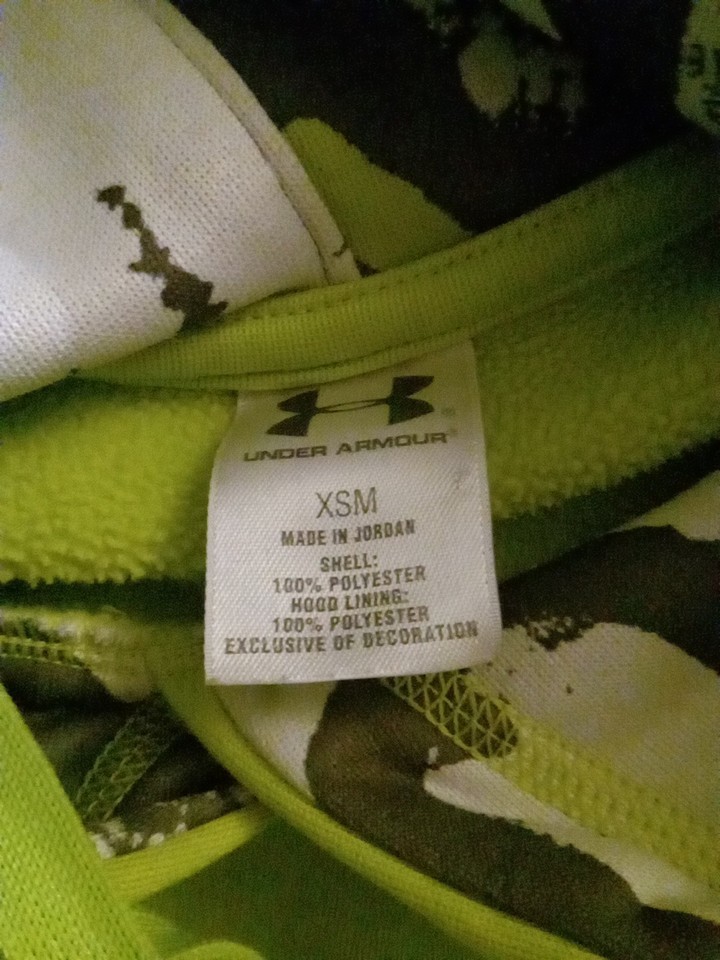 UNDER ARMOUR®
XSM
MADE IN JORDAN
SHELL:
100% POLYESTER
HOOD LINING:
100% POLYESTER
EXCLUSIVE OF DECORATION